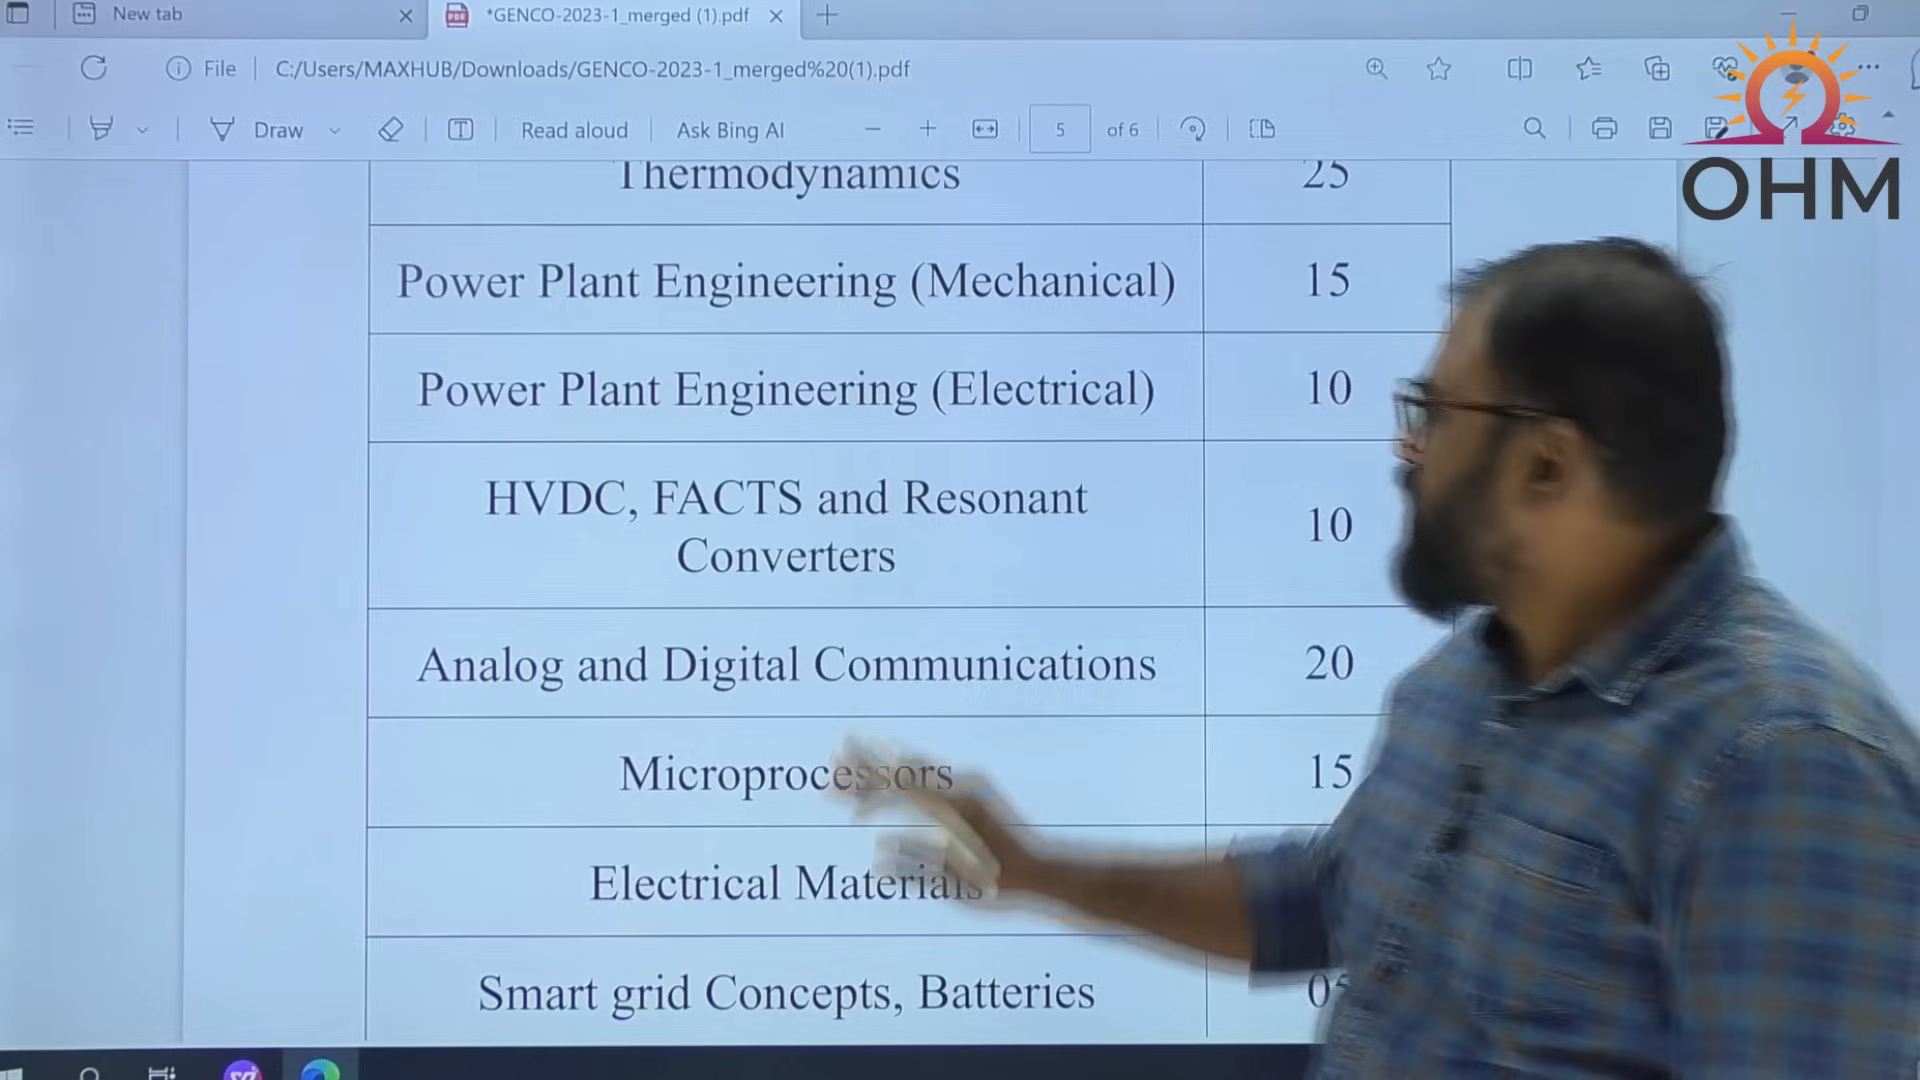 New tab
*GENCO-2023-1_merged (1).pdf
File
C:/Users/MAXHUB/Downloads/GENCO-2023-1_merged%20(1).pdf
Draw
Read aloud
Ask Bing AI
5 of 6
OHM
Thermodynamics 25
Power Plant Engineering (Mechanical) 15
Power Plant Engineering (Electrical) 10
HVDC, FACTS and Resonant
Converters 10
Analog and Digital Communications 20
Microprocessors 15
Electrical Materials
Smart grid Concepts, Batteries